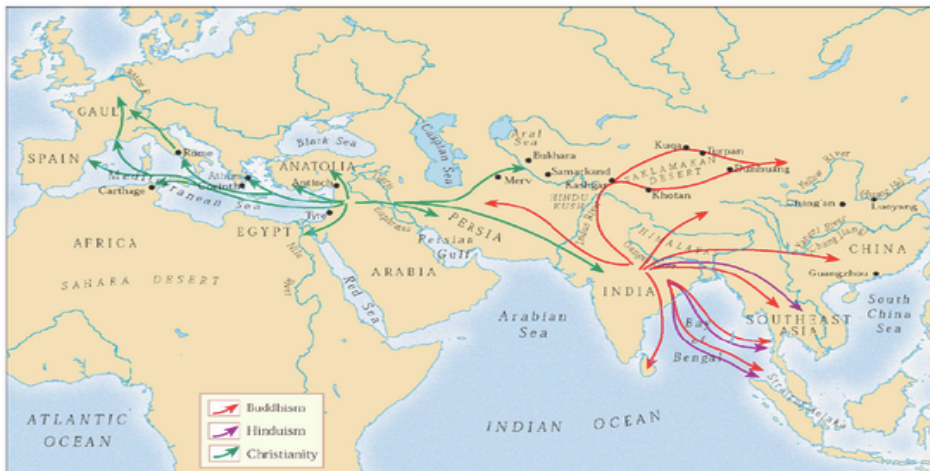 GAUL
SPAIN
Rome
Black Sea
Caspian Sea
Aral Sea
Bukhara
Samarkand
Merv
Kashgar
Kuqa
Turpan
Dunhuang
TAKLAMAKAN DESERT
Khotan
HINDU KUSH
Yellow River
Chang'an
Luoyang
ANATOLIA
Antioch
Corinth
Carthage
Mediterranean Sea
Tyre
EGYPT
Nile River
Euphrates
PERSIA
Persian Gulf
Indus River
HIMALAYA
CHINA
Guangzhou
AFRICA
SAHARA DESERT
ARABIA
Red Sea
Arabian Sea
INDIA
Bay of Bengal
SOUTHEAST ASIA
South China Sea
ATLANTIC OCEAN
INDIAN OCEAN
Buddhism
Hinduism
Christianity